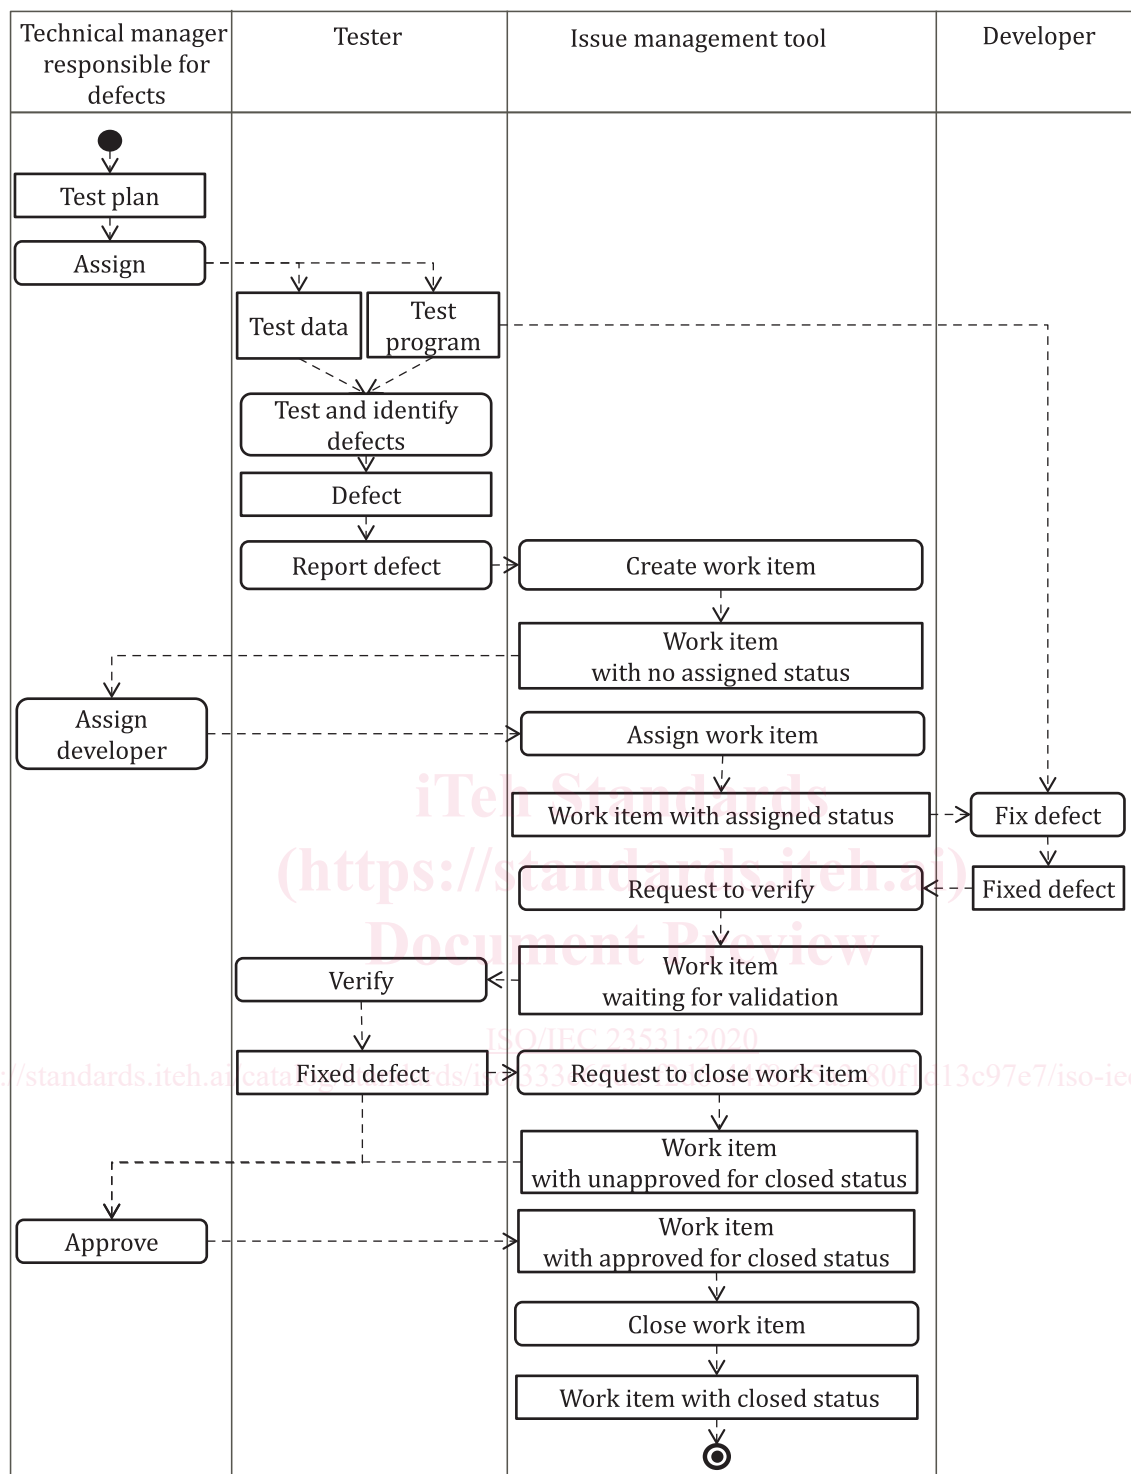 Technical manager
responsible for
defects
Tester
Issue management tool
Developer
Test plan
Assign
Test data
Test
program
Test and identify
defects
Defect
Report defect
Create work item
Work item
with no assigned status
Assign
developer
Assign work item
iTeh Standards
Work item with assigned status
Fix defect
(https://standards.iteh.ai)
Request to verify
Fixed defect
Document Preview
Verify
Work item
waiting for validation
ISO/IEC 23531:2020
Fixed defect
Request to close work item
Work item
with unapproved for closed status
Approve
Work item
with approved for closed status
Close work item
Work item with closed status